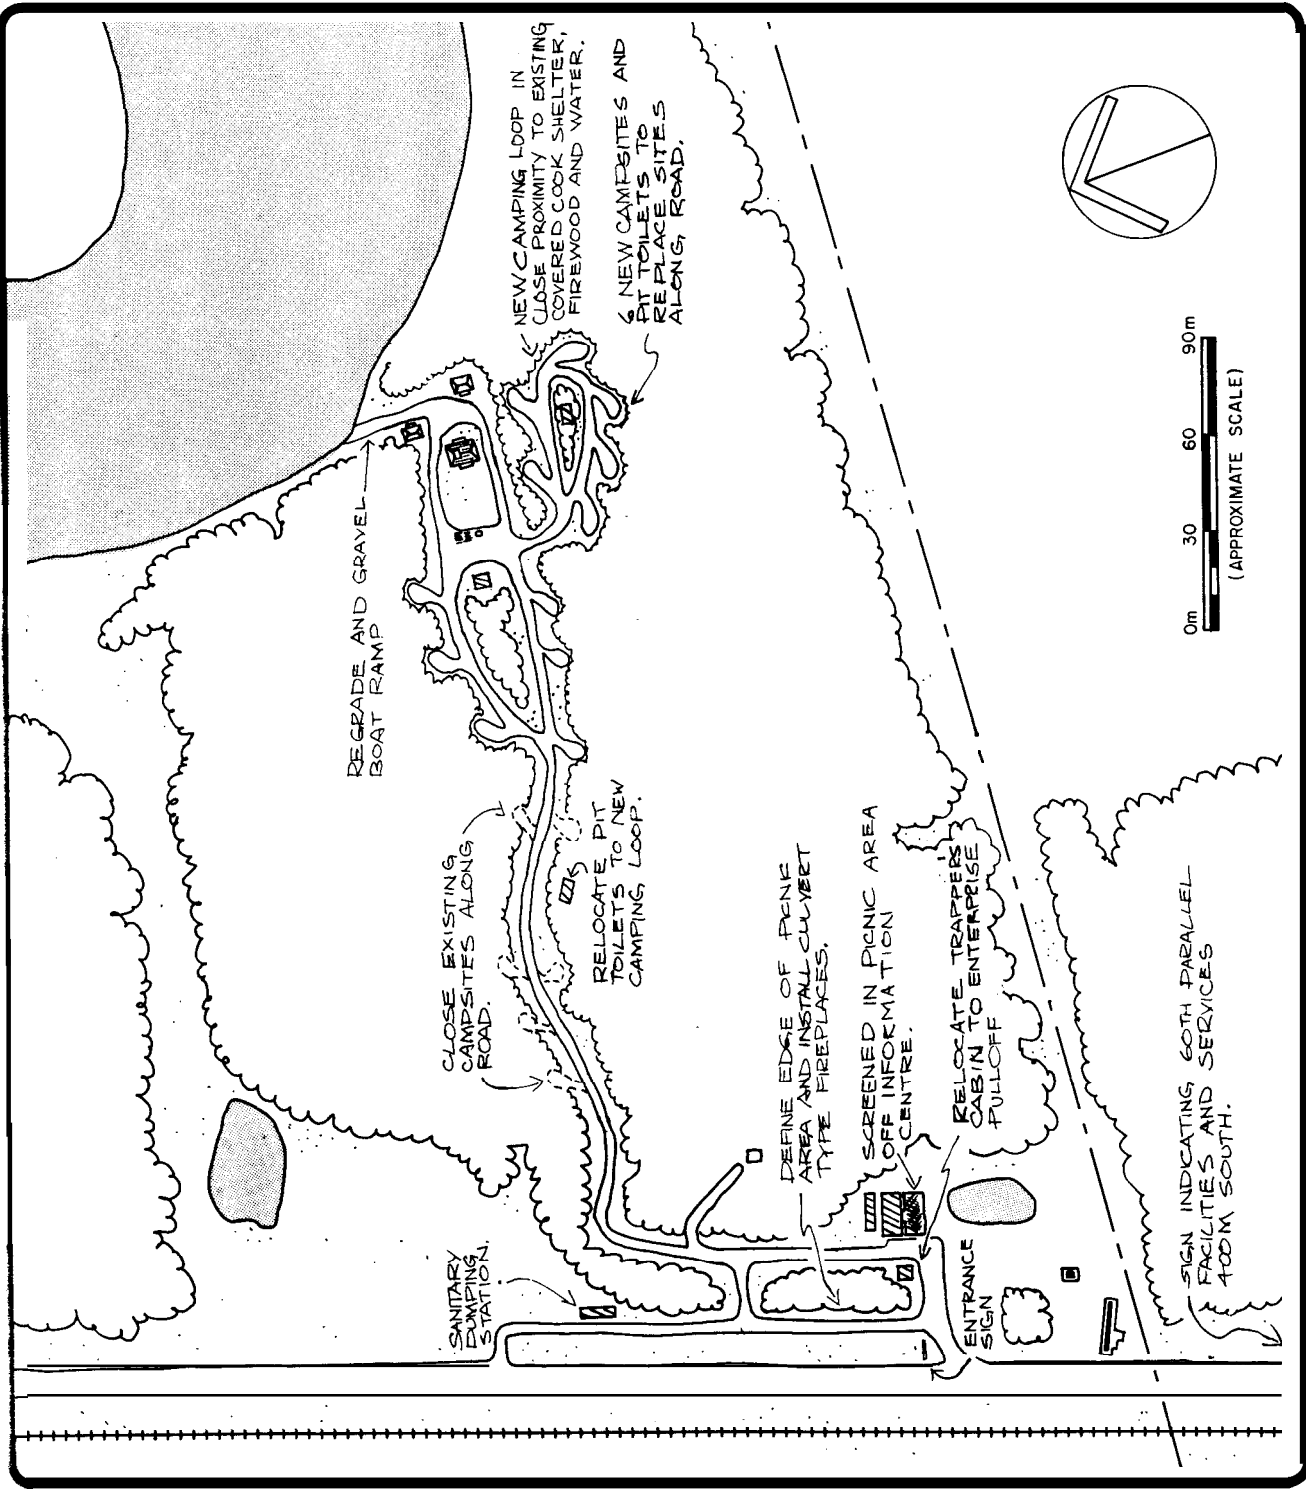 NEW CAMPING LOOP IN
CLOSE PROXIMITY TO EXISTING
COVERED COOK SHELTER,
FIREWOOD AND WATER.
6 NEW CAMPSITES AND
PIT TOILETS TO
REPLACE SITES
ALONG ROAD.
REGRADE AND GRAVEL
BOAT RAMP
CLOSE EXISTING
CAMPSITES ALONG
ROAD.
RELOCATE PIT
TOILETS TO NEW
CAMPING LOOP.
DEFINE EDGE OF PICNIC
AREA AND INSTALL CULVERT
TYPE FIREPLACES.
SCREENED IN PICNIC AREA
OFF INFORMATION
CENTRE.
RELOCATE TRAPPERS
CABIN TO ENTERPRISE
PULLOFF
SANITARY
DUMPING
STATION.
ENTRANCE
SIGN
SIGN INDICATING 60TH PARALLEL
FACILITIES AND SERVICES
400M SOUTH.
0m 30 60 90m
(APPROXIMATE SCALE)